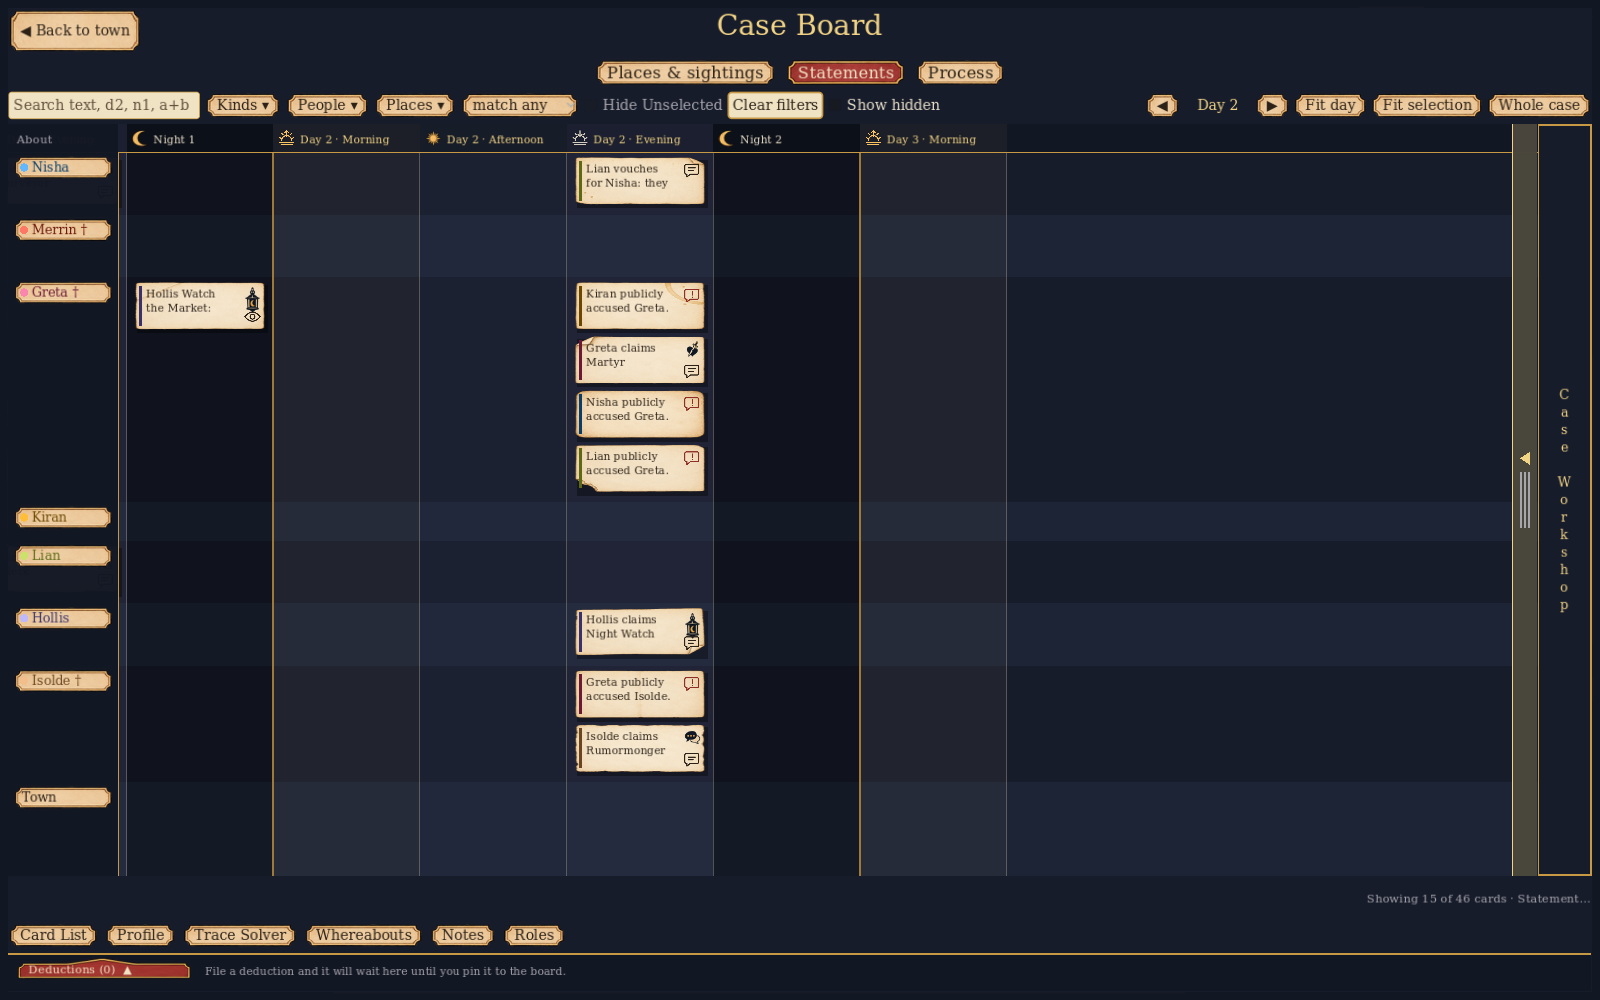 ◀ Back to town
Case Board
Places & sightings
Statements
Process
Search text, d2, n1, a+b
Kinds ▾
People ▾
Places ▾
match any
Hide Unselected
Clear filters
Show hidden
◀
Day 2
▶
Fit day
Fit selection
Whole case
About
Night 1
Day 2 · Morning
Day 2 · Afternoon
Day 2 · Evening
Night 2
Day 3 · Morning
Nisha
Lian vouches
for Nisha: they
Merrin †
Greta †
Hollis Watch
the Market:
Kiran publicly
accused Greta.
Greta claims
Martyr
Nisha publicly
accused Greta.
Lian publicly
accused Greta.
Kiran
Lian
Hollis
Hollis claims
Night Watch
Isolde †
Greta publicly
accused Isolde.
Isolde claims
Rumormonger
Town
Case Workshop
Showing 15 of 46 cards · Statement...
Card List
Profile
Trace Solver
Whereabouts
Notes
Roles
Deductions (0) ▲
File a deduction and it will wait here until you pin it to the board.